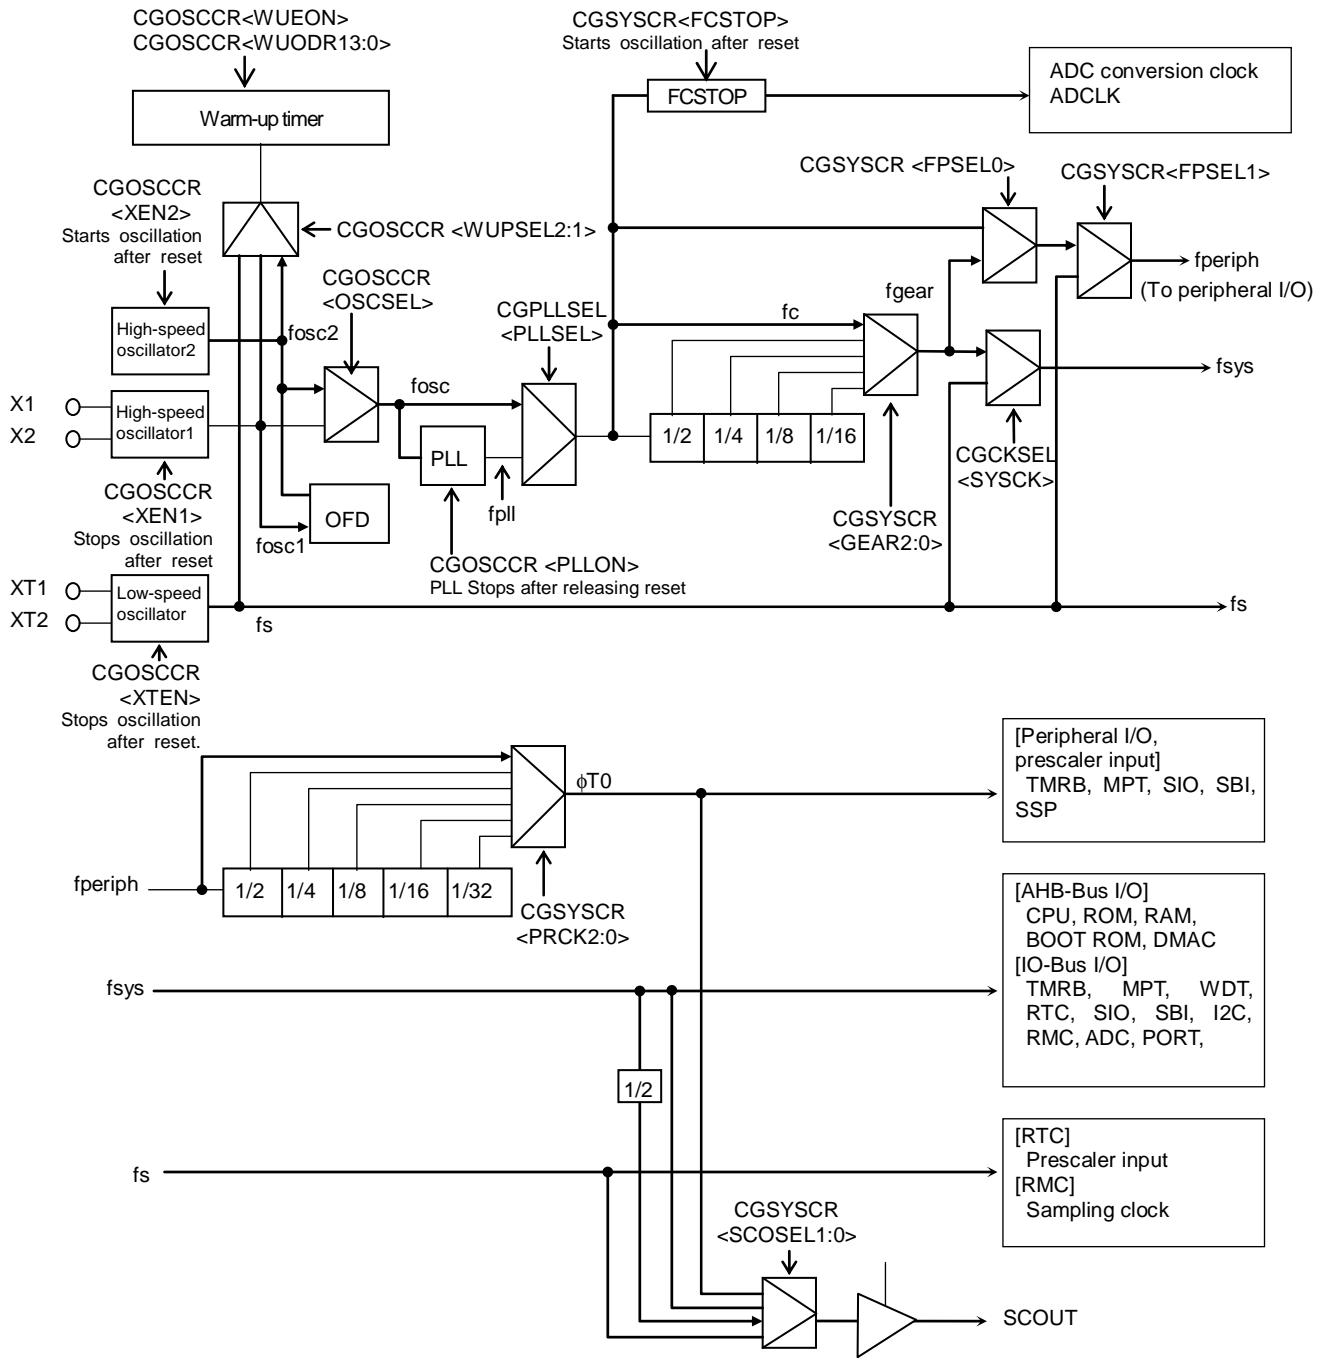 CGOSCCR<WUEON>
CGOSCCR<WUODR13:0>
Warm-up timer
CGSYSCR<FCSTOP>
Starts oscillation after reset
FCSTOP
ADC conversion clock
ADCLK
CGOSCCR
<XEN2>
Starts oscillation
after reset
CGOSCCR <WUPSEL2:1>
CGSYSCR <FPSEL0>
CGSYSCR<FPSEL1>
fperiph
(To peripheral I/O)
CGOSCCR
<OSCSEL>
CGPLLSEL
<PLLSEL>
fgear
fc
High-speed
oscillator2
fosc2
fosc
fsys
X1
X2
High-speed
oscillator1
PLL
fpll
1/2
1/4
1/8
1/16
CGCKSEL
<SYSCK>
CGOSCCR
<XEN1>
Stops oscillation
after reset
OFD
fosc1
CGSYSCR
<GEAR2:0>
CGOSCCR <PLLON>
PLL Stops after releasing reset
XT1
XT2
Low-speed
oscillator
fs
fs
CGOSCCR
<XTEN>
Stops oscillation
after reset.
ϕT0
[Peripheral I/O,
prescaler input]
TMRB, MPT, SIO, SBI,
SSP
fperiph
1/2
1/4
1/8
1/16
1/32
CGSYSCR
<PRCK2:0>
[AHB-Bus I/O]
CPU, ROM, RAM,
BOOT ROM, DMAC
[IO-Bus I/O]
TMRB, MPT, WDT,
RTC, SIO, SBI, I2C,
RMC, ADC, PORT,
fsys
1/2
fs
[RTC]
Prescaler input
[RMC]
Sampling clock
CGSYSCR
<SCOSEL1:0>
SCOUT